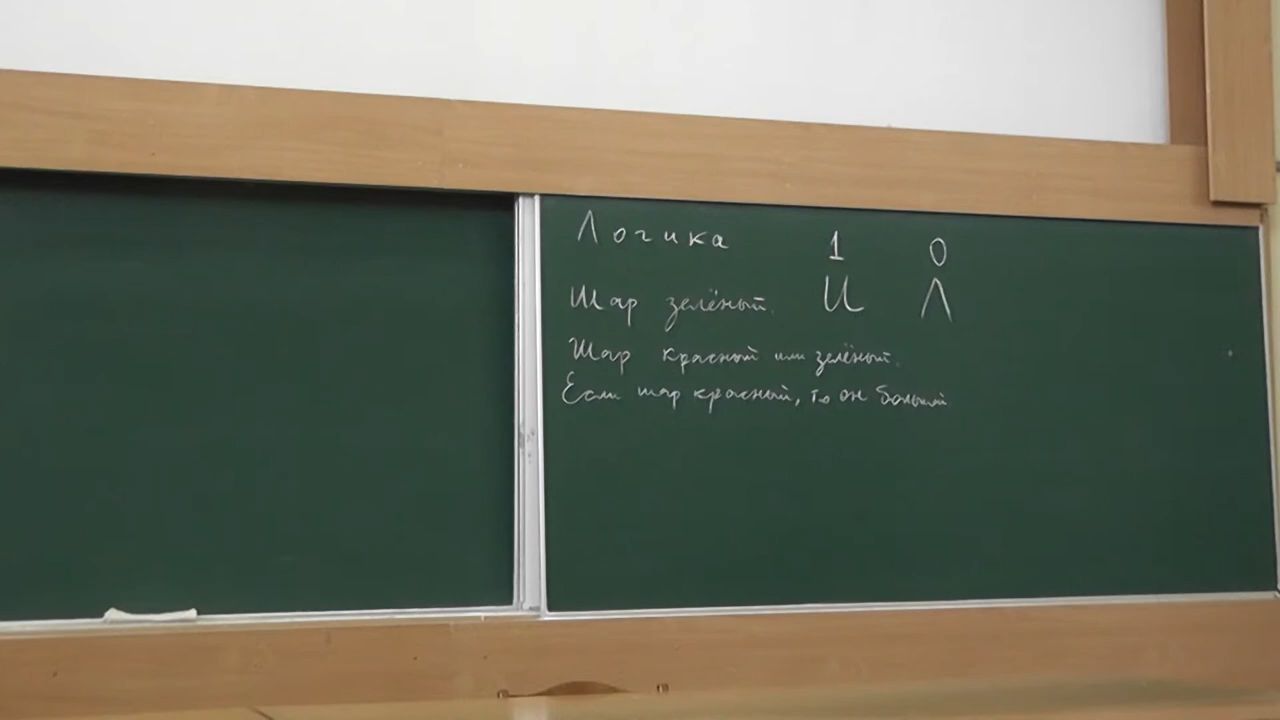 Логика 1 0
Шар зелёный. И Л
Шар красный или зелёный.
Если шар красный, то он большой.